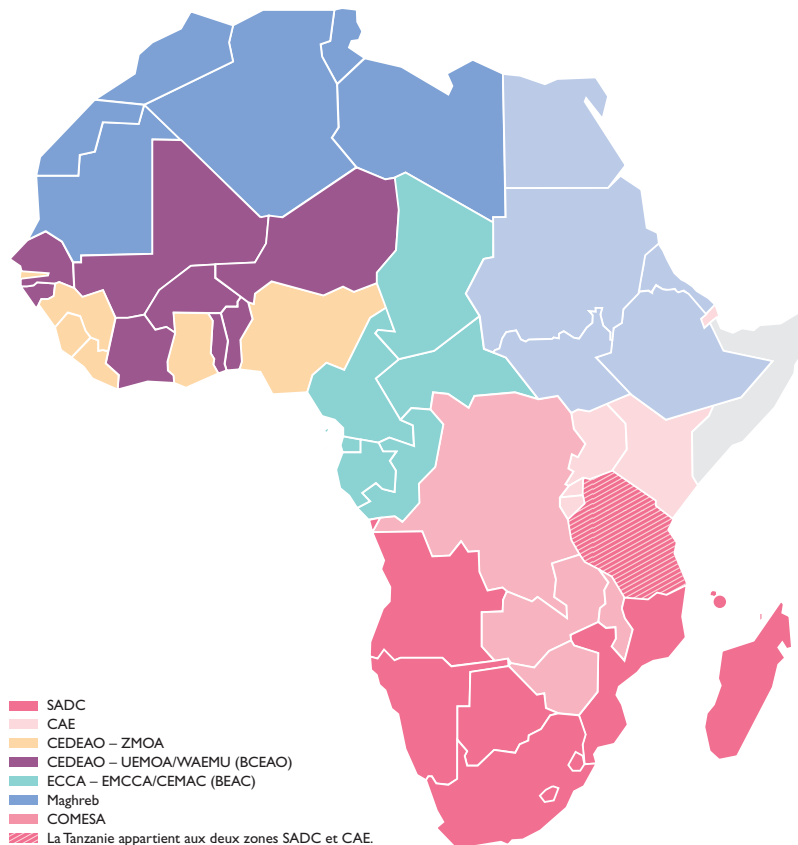 SADC
CAE
CEDEAO – ZMOA
CEDEAO – UEMOA/WAEMU (BCEAO)
ECCA – EMCCA/CEMAC (BEAC)
Maghreb
COMESA
La Tanzanie appartient aux deux zones SADC et CAE.